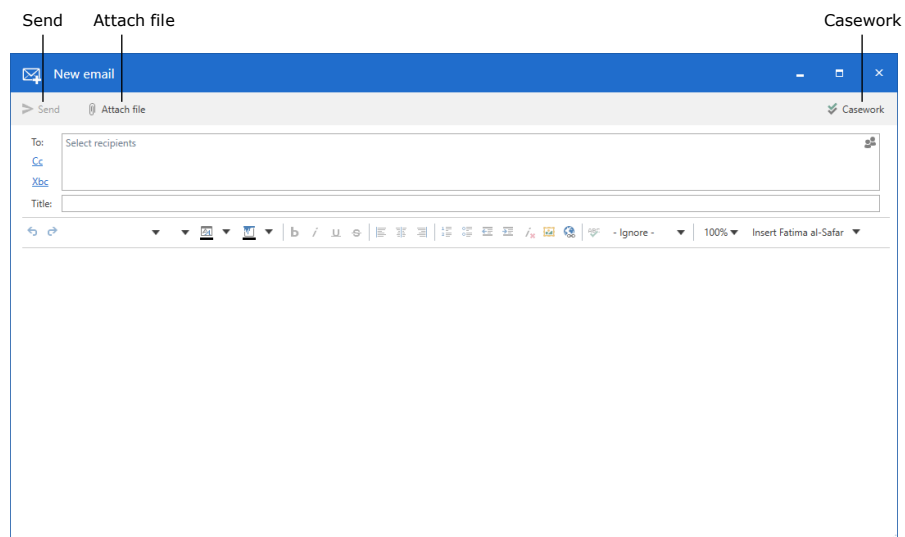 Send Attach file Casework
New email
Send Attach file Casework
To: Select recipients
Cc
Xbc
Title:
b i u s - Ignore - 100% Insert Fatima al-Safar